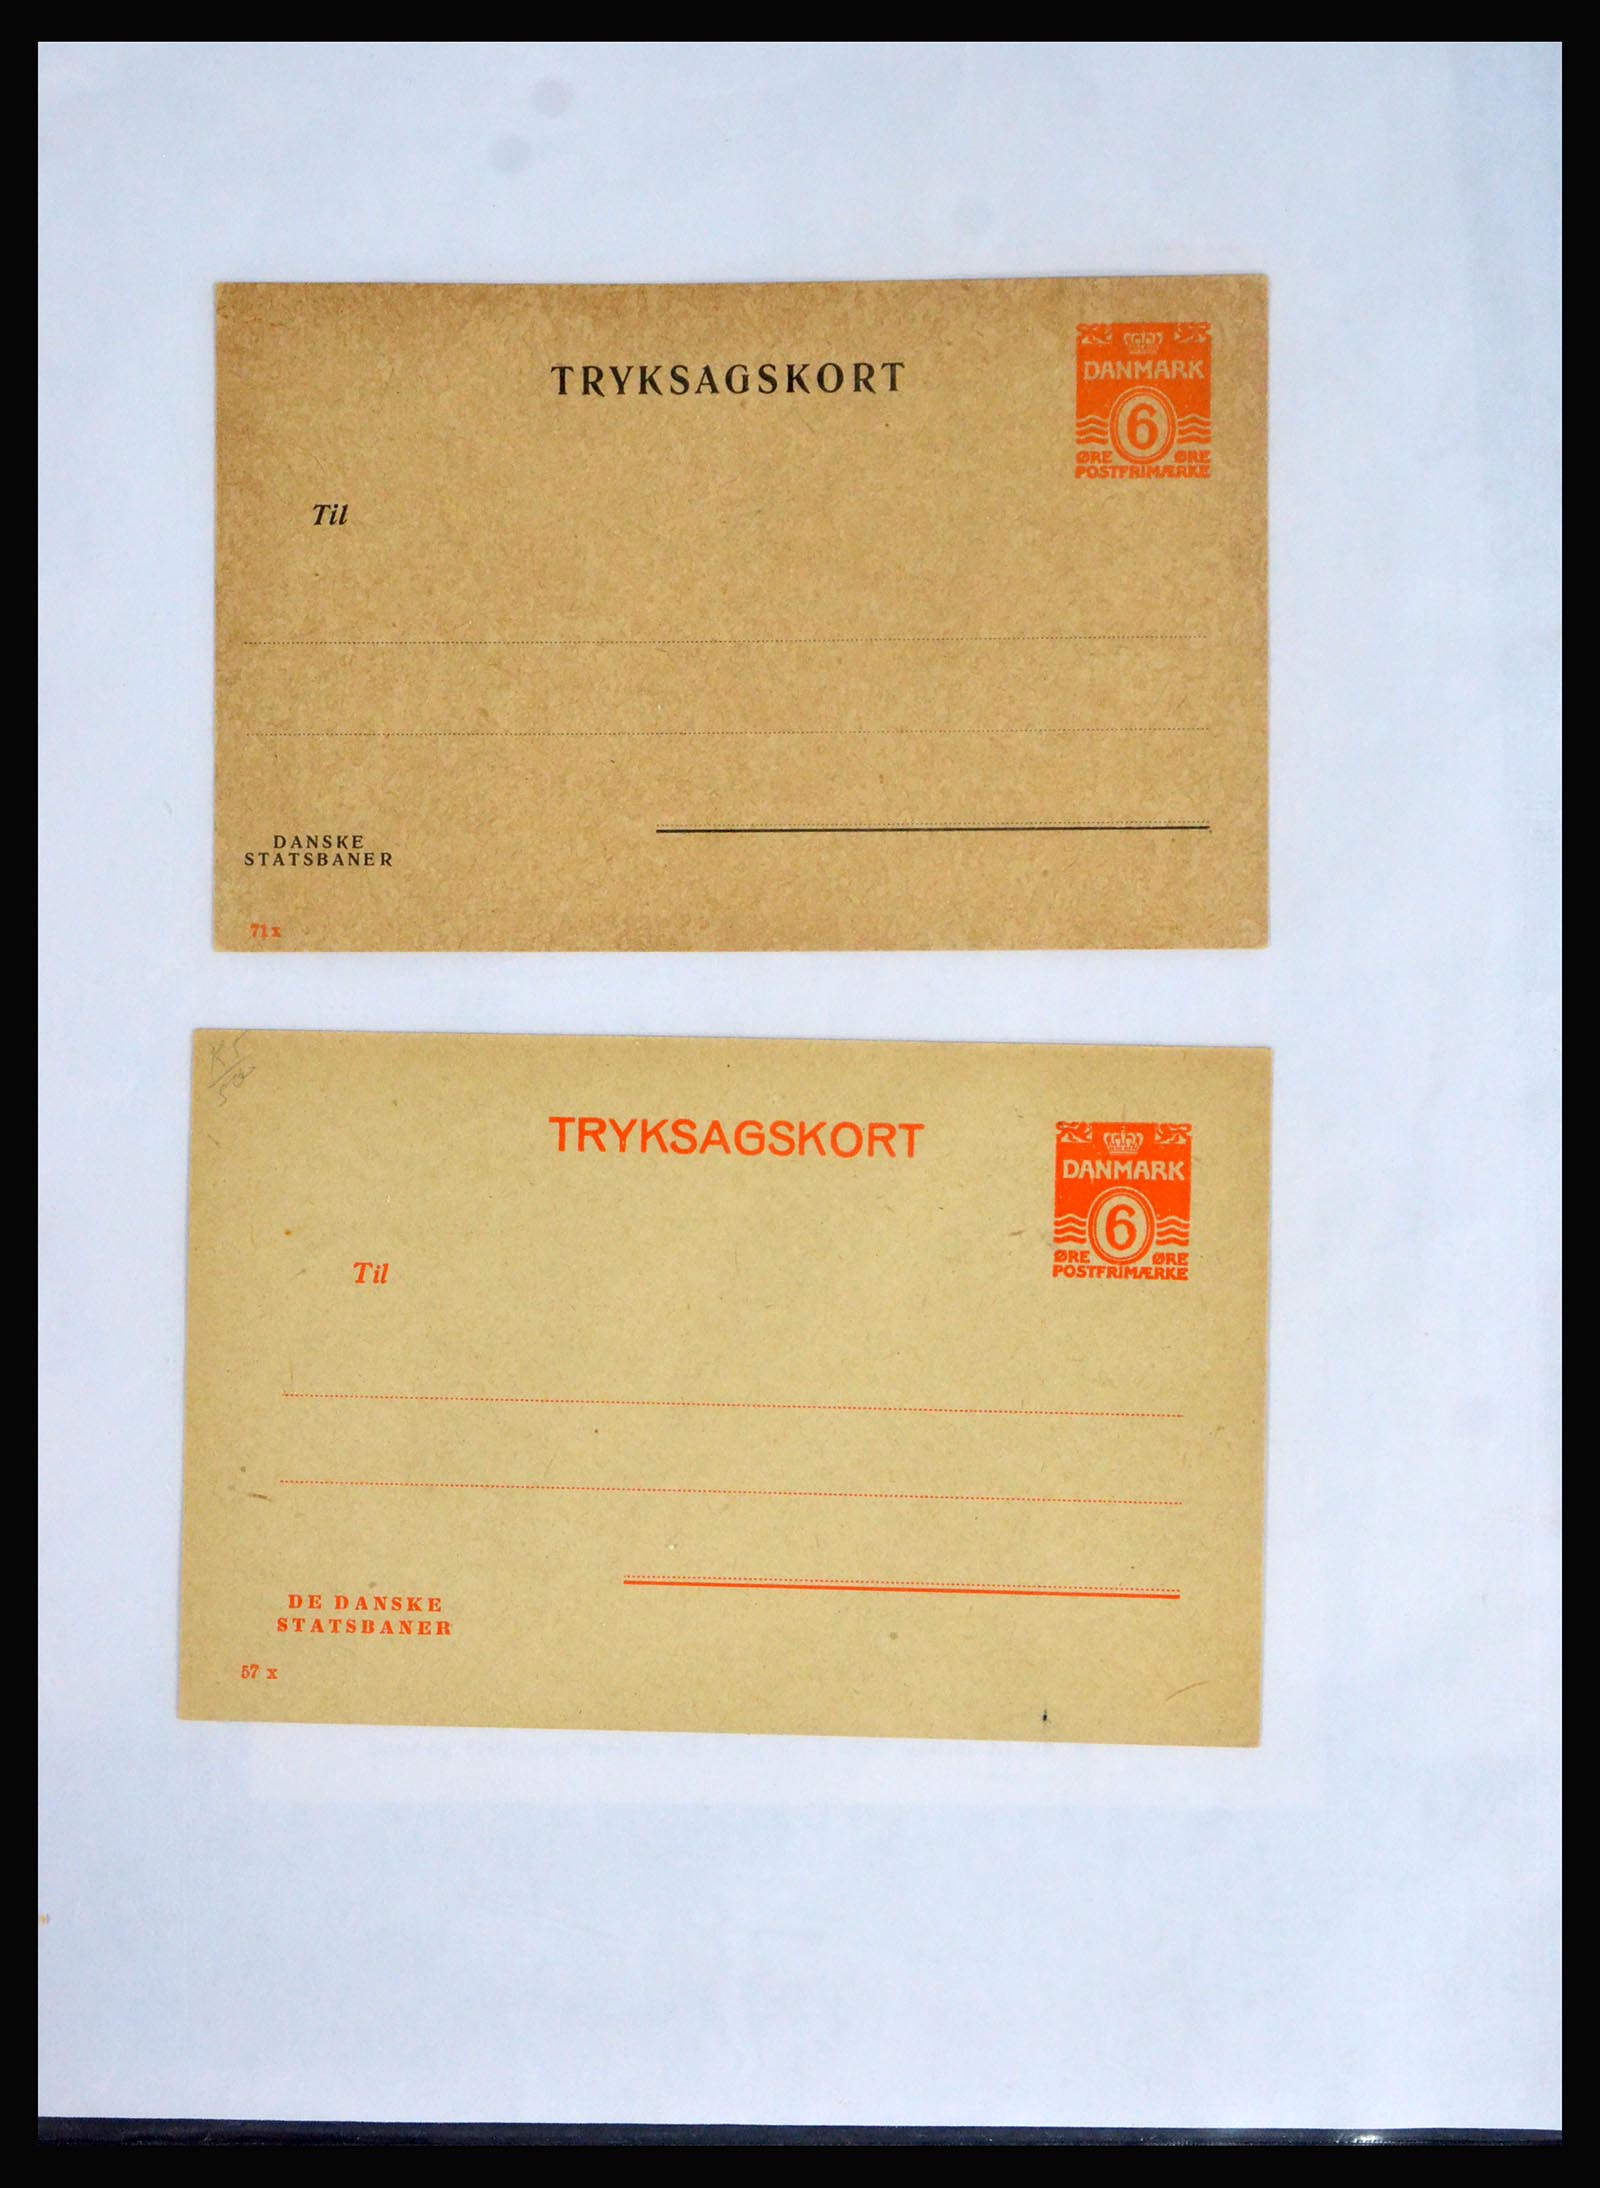 TRYKSAGSKORT
DANMARK
6
ØRE ØRE
POSTFRIMÆRKE
Til
DANSKE
STATSBANER
71 x
TRYKSAGSKORT
DANMARK
6
ØRE ØRE
POSTFRIMÆRKE
Til
DE DANSKE
STATSBANER
57 x